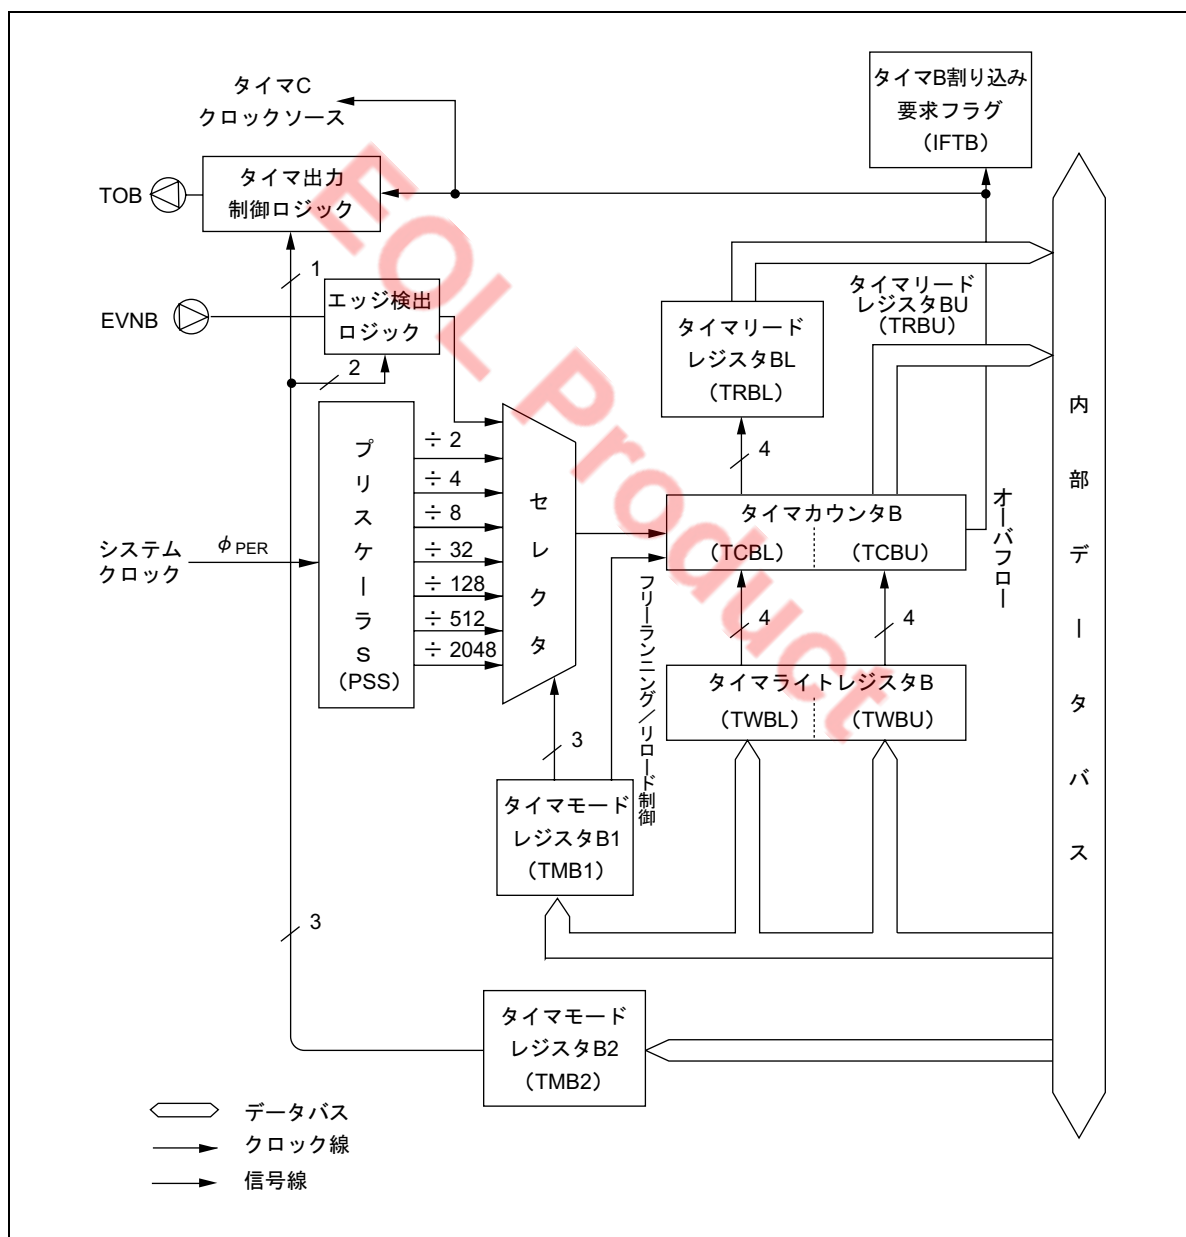 タイマC
クロックソース
タイマB割り込み
要求フラグ
（IFTB）
TOB
タイマ出力
制御ロジック
1
EVNB
エッジ検出
ロジック
2
タイマリード
レジスタBL
（TRBL）
タイマリード
レジスタBU
（TRBU）
4
システム
クロック
φPER
プリスケーラS
（PSS）
÷ 2
÷ 4
÷ 8
÷ 32
÷ 128
÷ 512
÷ 2048
セレクタ
タイマカウンタB
（TCBL）
（TCBU）
オーバフロー
4
4
タイマライトレジスタB
（TWBL）
（TWBU）
フリーランニング／リロード制御
3
タイマモード
レジスタB1
（TMB1）
3
タイマモード
レジスタB2
（TMB2）
内部データバス
データバス
クロック線
信号線
EOL Product